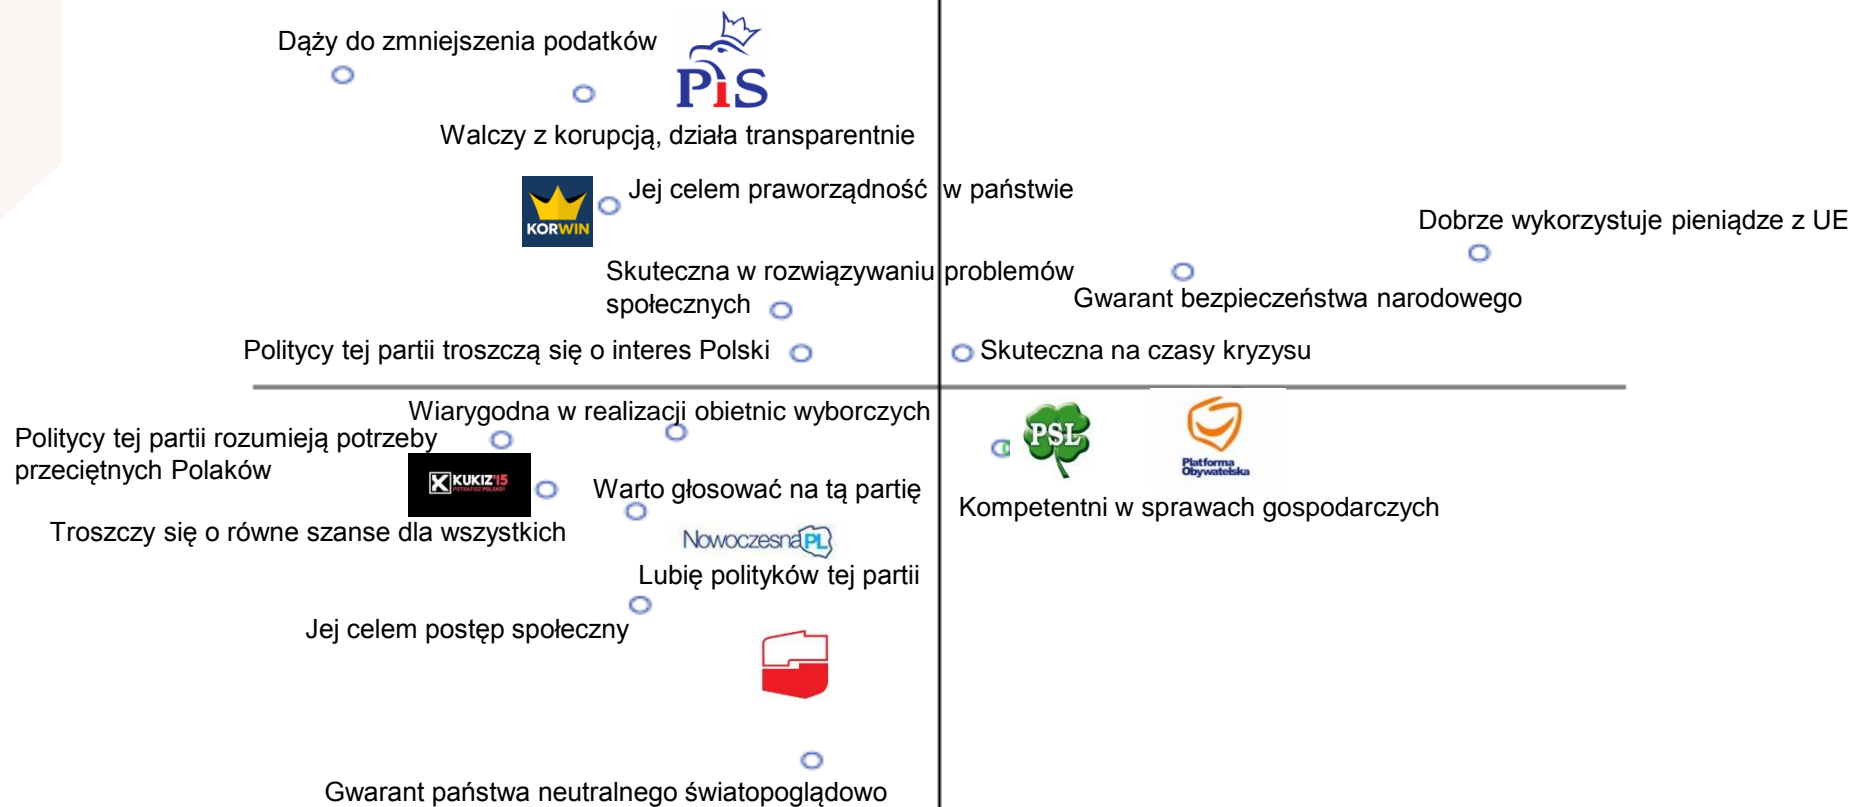 Dąży do zmniejszenia podatków
PiS
Walczy z korupcją, działa transparentnie
KORWIN
Jej celem praworządność w państwie
Dobrze wykorzystuje pieniądze z UE
Skuteczna w rozwiązywaniu problemów
społecznych
Gwarant bezpieczeństwa narodowego
Politycy tej partii troszczą się o interes Polski
Skuteczna na czasy kryzysu
Wiarygodna w realizacji obietnic wyborczych
Politycy tej partii rozumieją potrzeby
przeciętnych Polaków
PSL
Platforma
Obywatelska
KUKIZ'15
POTRAFISZ POLSKO!
Warto głosować na tą partię
Kompetentni w sprawach gospodarczych
Troszczy się o równe szanse dla wszystkich
Nowoczesna PL
Lubię polityków tej partii
Jej celem postęp społeczny
Gwarant państwa neutralnego światopoglądowo